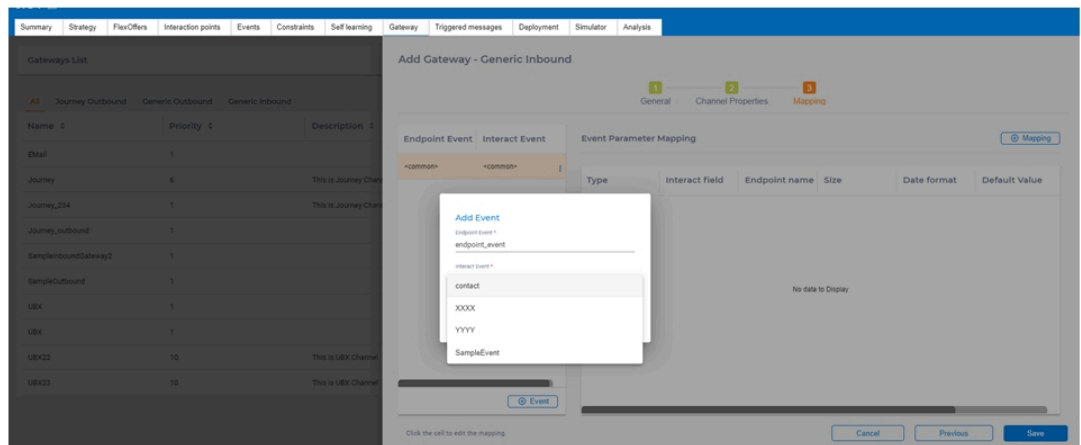 Summary Strategy FlexOffers Interaction points Events Constraints Self learning Gateway Triggered messages Deployment Simulator Analysis
Gateways List
Add Gateway - Generic Inbound
1 2 3
General Channel Properties Mapping
All Journey Outbound Generic Outbound Generic Inbound
Name Priority Description
Endpoint Event Interact Event
Event Parameter Mapping
Mapping
EMail 1
<common> <common>
Type Interact field Endpoint name Size Date format Default Value
Journey 6 This is Journey Chan
Journey_234 1 This is Journey Chan
Journey_outbound 1
SampleInboundGateway2 1
SampleOutbound 1
UBX 1
UBX 1
UBX22 10 This is UBX Channel
UBX23 10 This is UBX Channel
Add Event
Endpoint Event *
endpoint_event
Interact Event *
contact
XXXX
YYYY
SampleEvent
No data to Display
Event
Click the cell to edit the mapping.
Cancel Previous Save